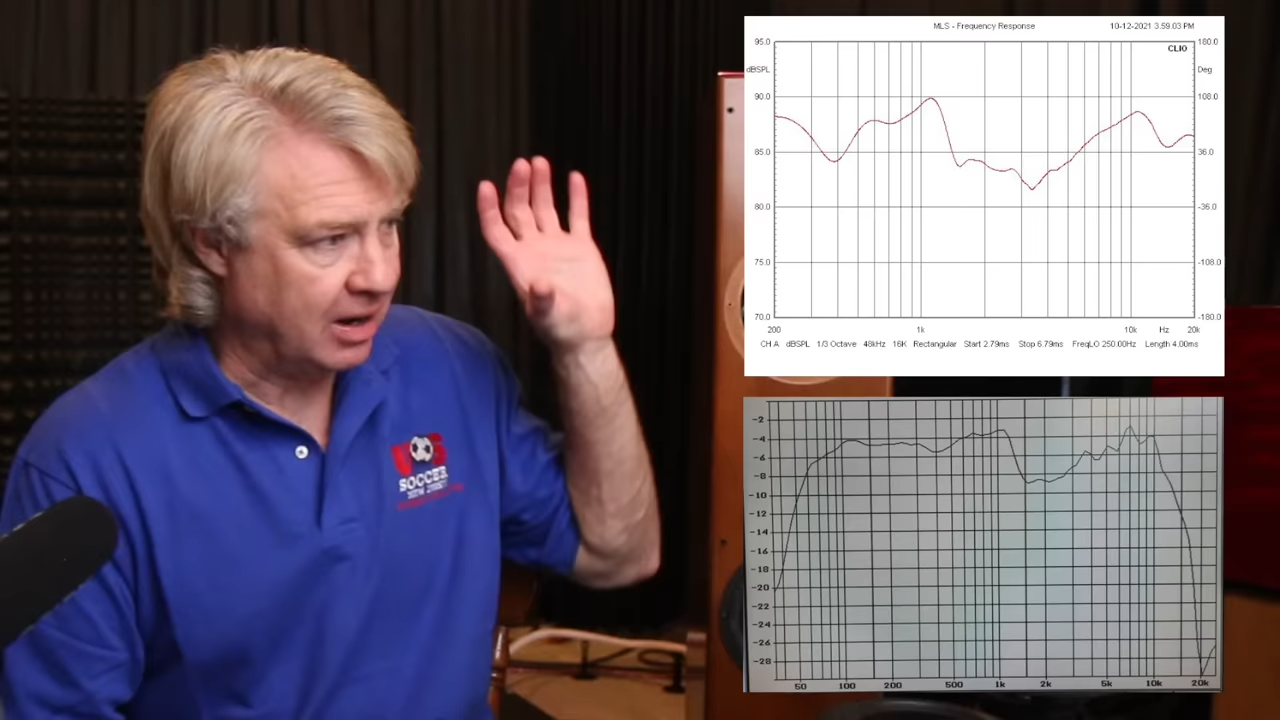 MLS - Frequency Response 10-12-2021 3.59.03 PM
95.0 CLIO 180.0
dBSPL Deg
90.0 108.0
85.0 36.0
80.0 -36.0
75.0 -108.0
70.0 -180.0
200 1k 10k Hz 20k
CH A dBSPL 1/3 Octave 48kHz 16K Rectangular Start 2.79ms Stop 6.79ms FreqLO 250.00Hz Length 4.00ms
SOCCER
-2
-4
-6
-8
-10
-12
-14
-16
-18
-20
-22
-24
-26
-28
50 100 200 500 1k 2k 5k 10k 20k